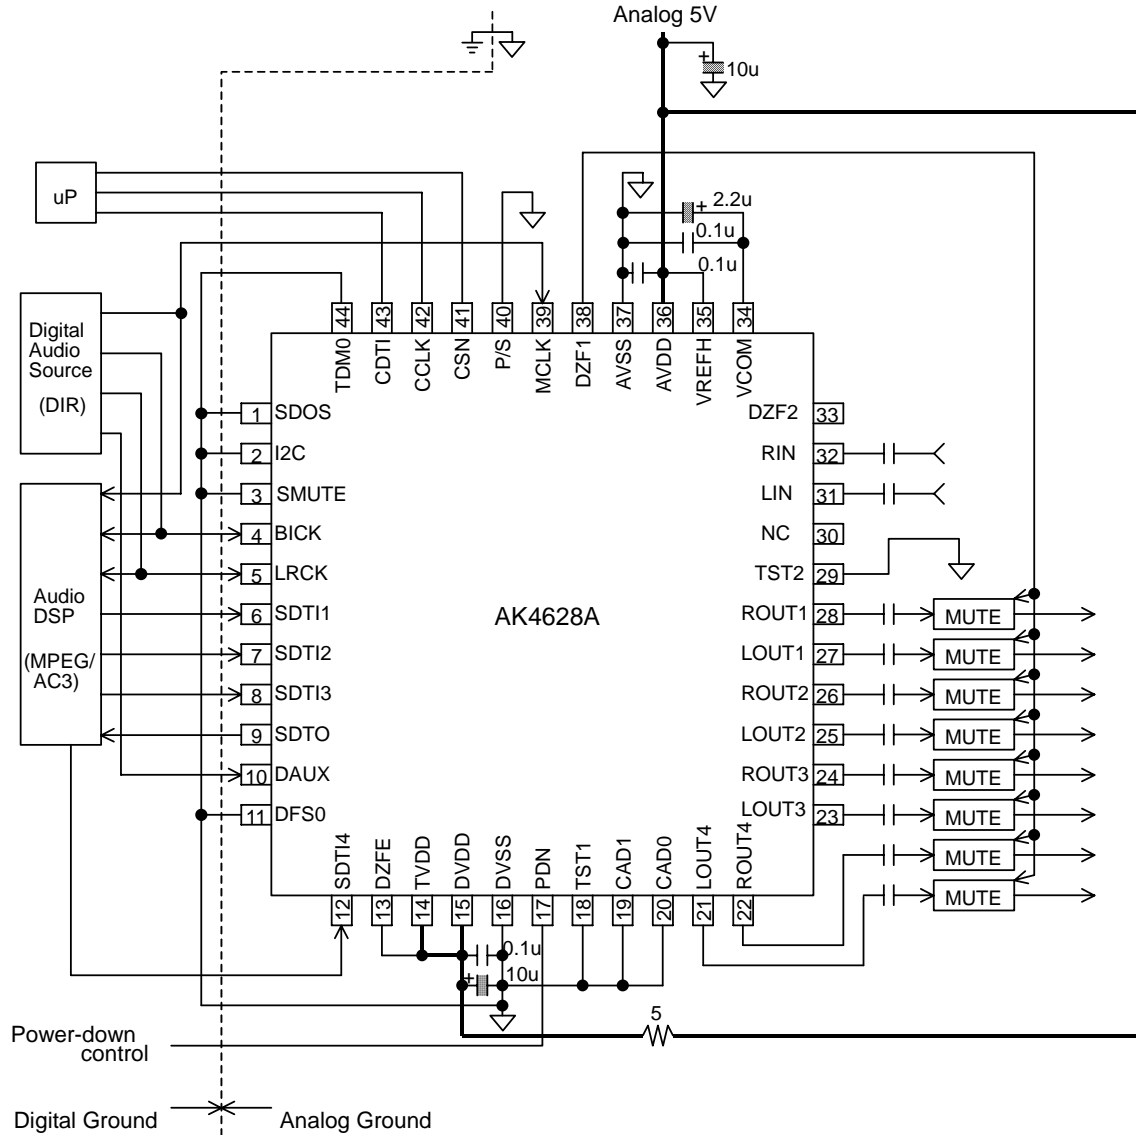 Analog 5V
+
10u
uP
+ 2.2u
0.1u
0.1u
44
43
42
41
40
39
38
37
36
35
34
TDM0
CDTI
CCLK
CSN
P/S
MCLK
DZF1
AVSS
AVDD
VREFH
VCOM
Digital
Audio
Source
(DIR)
Audio
DSP
(MPEG/
AC3)
1 SDOS
2 I2C
3 SMUTE
4 BICK
5 LRCK
6 SDTI1
7 SDTI2
8 SDTI3
9 SDTO
10 DAUX
11 DFS0
AK4628A
DZF2 33
RIN 32
LIN 31
NC 30
TST2 29
ROUT1 28 MUTE
LOUT1 27 MUTE
ROUT2 26 MUTE
LOUT2 25 MUTE
ROUT3 24 MUTE
LOUT3 23 MUTE
MUTE
MUTE
SDTI4
DZFE
TVDD
DVDD
DVSS
PDN
TST1
CAD1
CAD0
LOUT4
ROUT4
12
13
14
15
16
17
18
19
20
21
22
0.1u
+ 10u
5
Power-down
control
Digital Ground
Analog Ground